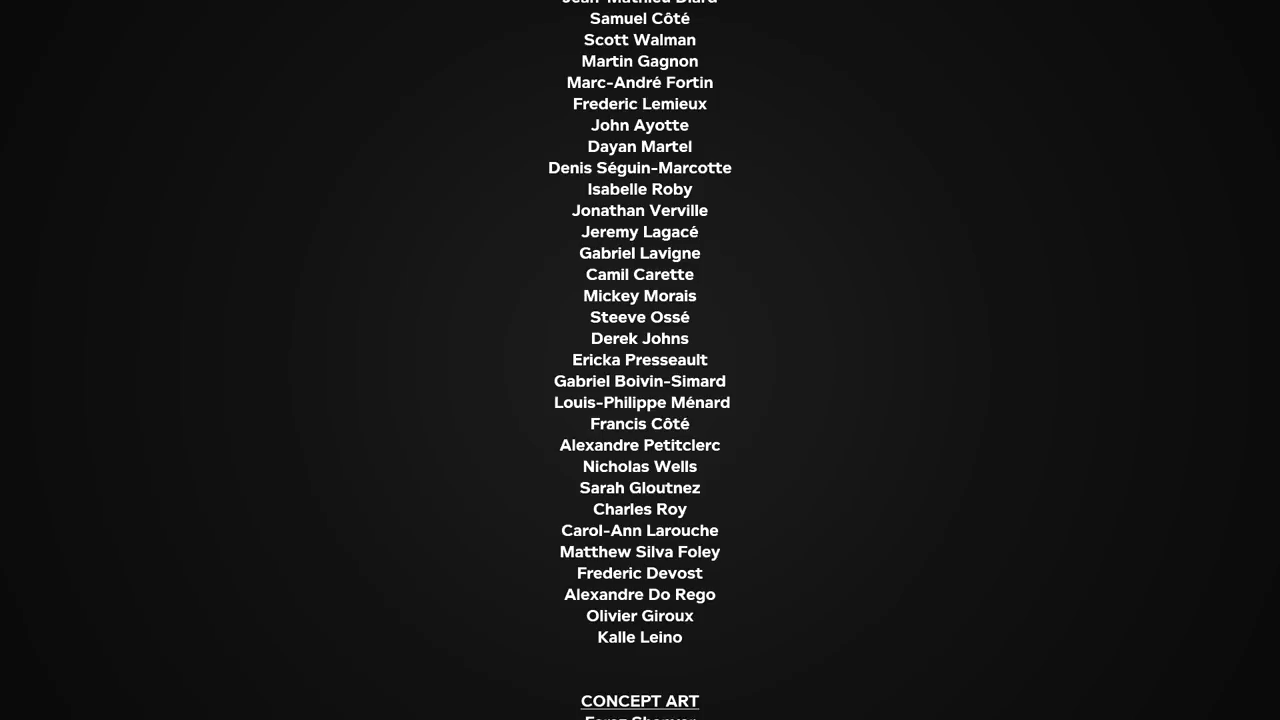 Samuel Côté
Scott Walman
Martin Gagnon
Marc-André Fortin
Frederic Lemieux
John Ayotte
Dayan Martel
Denis Séguin-Marcotte
Isabelle Roby
Jonathan Verville
Jeremy Lagacé
Gabriel Lavigne
Camil Carette
Mickey Morais
Steeve Ossé
Derek Johns
Ericka Presseault
Gabriel Boivin-Simard
Louis-Philippe Ménard
Francis Côté
Alexandre Petitclerc
Nicholas Wells
Sarah Gloutnez
Charles Roy
Carol-Ann Larouche
Matthew Silva Foley
Frederic Devost
Alexandre Do Rego
Olivier Giroux
Kalle Leino
CONCEPT ART